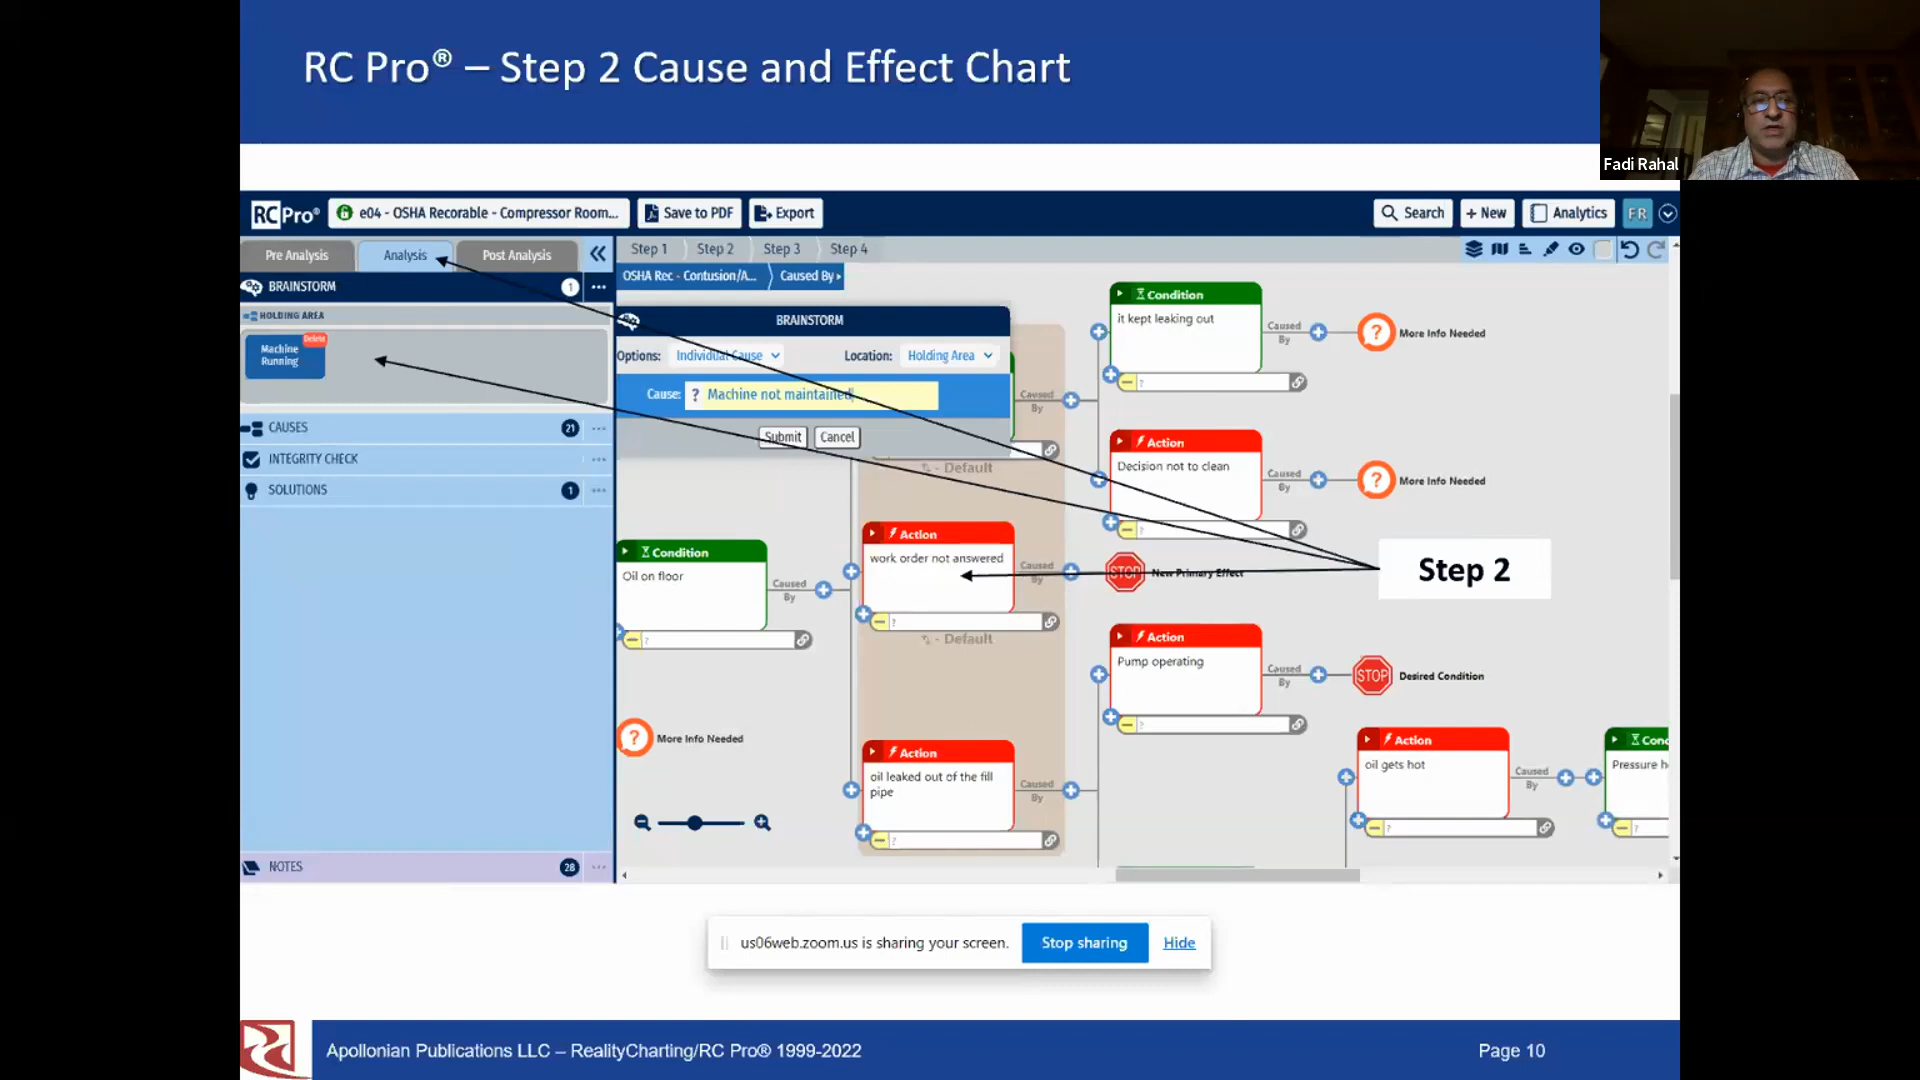 RC Pro® – Step 2 Cause and Effect Chart
Fadi Rahal
RC Pro®
e04 - OSHA Recorable - Compressor Room...
Save to PDF
Export
Search
+ New
Analytics
FR
Pre Analysis
Analysis
Post Analysis
Step 1
Step 2
Step 3
Step 4
OSHA Rec - Contusion/A...
Caused By
BRAINSTORM
1
HOLDING AREA
Machine
Running
Delete
CAUSES
21
INTEGRITY CHECK
SOLUTIONS
1
NOTES
28
BRAINSTORM
Options:
Individual Cause
Location:
Holding Area
Cause:
? Machine not maintained
Submit
Cancel
Caused
By
- Default
Condition
it kept leaking out
?
Caused
By
?
More Info Needed
Action
Decision not to clean
?
Caused
By
?
More Info Needed
Condition
Oil on floor
?
Caused
By
Action
work order not answered
?
Caused
By
STOP
New Primary Effect
- Default
Step 2
Action
Pump operating
?
Caused
By
STOP
Desired Condition
?
More Info Needed
Action
oil leaked out of the fill
pipe
?
Caused
By
Action
oil gets hot
?
Caused
By
Conc
Pressure h
?
us06web.zoom.us is sharing your screen.
Stop sharing
Hide
Apollonian Publications LLC – RealityCharting/RC Pro® 1999-2022
Page 10